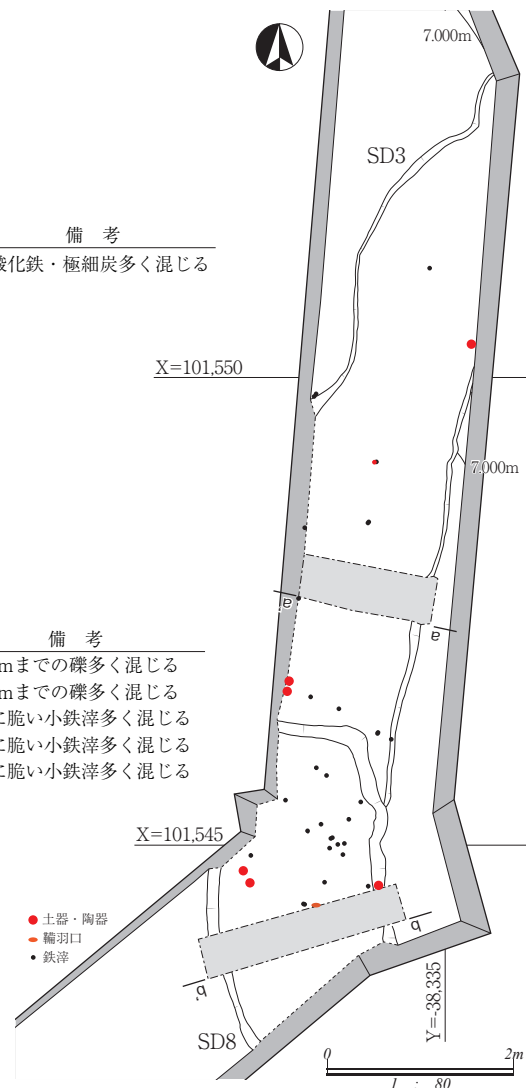 7.000m
SD3
備 考
酸化鉄・極細炭多く混じる
X=101,550
7.000m
a'
a
備 考
mまでの礫多く混じる
mまでの礫多く混じる
に脆い小鉄滓多く混じる
に脆い小鉄滓多く混じる
に脆い小鉄滓多く混じる
X=101,545
土器・陶器
鞴羽口
鉄滓
b
b'
Y=-38,335
SD8
0 2m
1 : 80